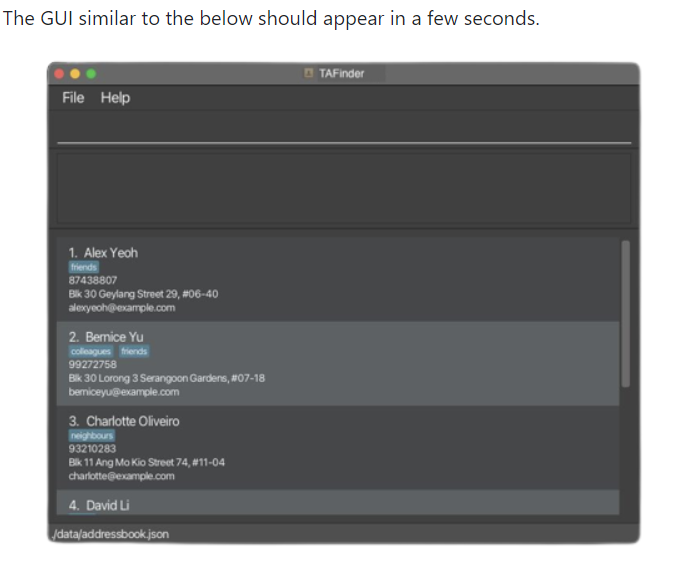 The GUI similar to the below should appear in a few seconds.
TAFinder
File Help
1. Alex Yeoh
friends
87438807
Blk 30 Geylang Street 29, #06-40
alexyeoh@example.com
2. Bernice Yu
colleagues friends
99272758
Blk 30 Lorong 3 Serangoon Gardens, #07-18
berniceyu@example.com
3. Charlotte Oliveiro
neighbours
93210283
Blk 11 Ang Mo Kio Street 74, #11-04
charlotte@example.com
4. David Li
/data/addressbook.json